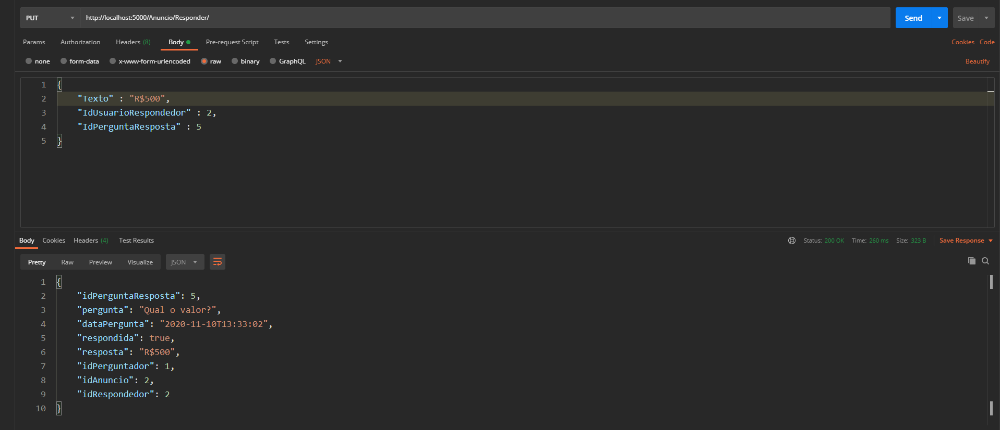 PUT http://localhost:5000/Anuncio/Responder/ Send Save
Params Authorization Headers (8) Body Pre-request Script Tests Settings Cookies Code
none form-data x-www-form-urlencoded raw binary GraphQL JSON Beautify
1 {
2 "Texto" : "R$500",
3 "IdUsuarioRespondedor" : 2,
4 "IdPerguntaResposta" : 5
5 }
Body Cookies Headers (4) Test Results Status: 200 OK Time: 260 ms Size: 323 B Save Response
Pretty Raw Preview Visualize JSON
1 {
2 "idPerguntaResposta": 5,
3 "pergunta": "Qual o valor?",
4 "dataPergunta": "2020-11-10T13:33:02",
5 "respondida": true,
6 "resposta": "R$500",
7 "idPerguntador": 1,
8 "idAnuncio": 2,
9 "idRespondedor": 2
10 }